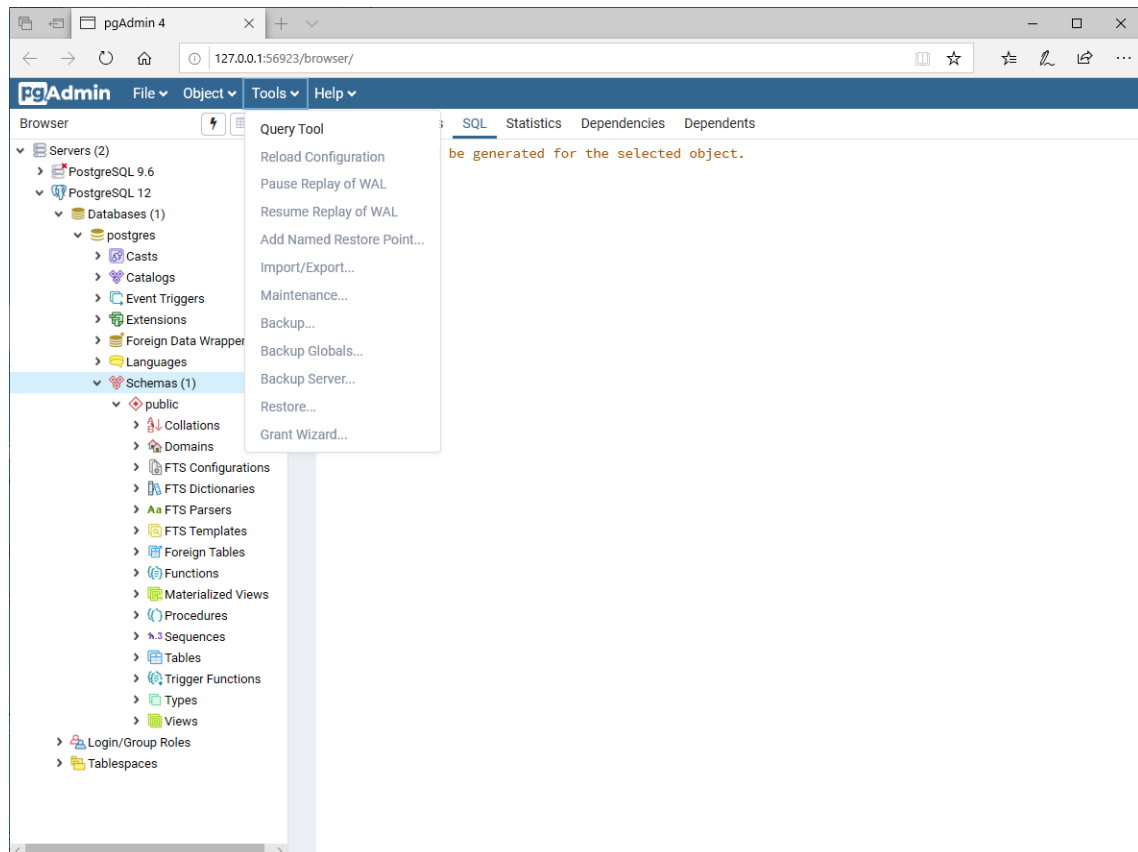 pgAdmin 4
127.0.0.1:56923/browser/
pgAdmin File Object Tools Help
Browser
SQL Statistics Dependencies Dependents
be generated for the selected object.
Query Tool
Reload Configuration
Pause Replay of WAL
Resume Replay of WAL
Add Named Restore Point...
Import/Export...
Maintenance...
Backup...
Backup Globals...
Backup Server...
Restore...
Grant Wizard...
Servers (2)
PostgreSQL 9.6
PostgreSQL 12
Databases (1)
postgres
Casts
Catalogs
Event Triggers
Extensions
Foreign Data Wrapper
Languages
Schemas (1)
public
Collations
Domains
FTS Configurations
FTS Dictionaries
Aa FTS Parsers
FTS Templates
Foreign Tables
Functions
Materialized Views
Procedures
Sequences
Tables
Trigger Functions
Types
Views
Login/Group Roles
Tablespaces